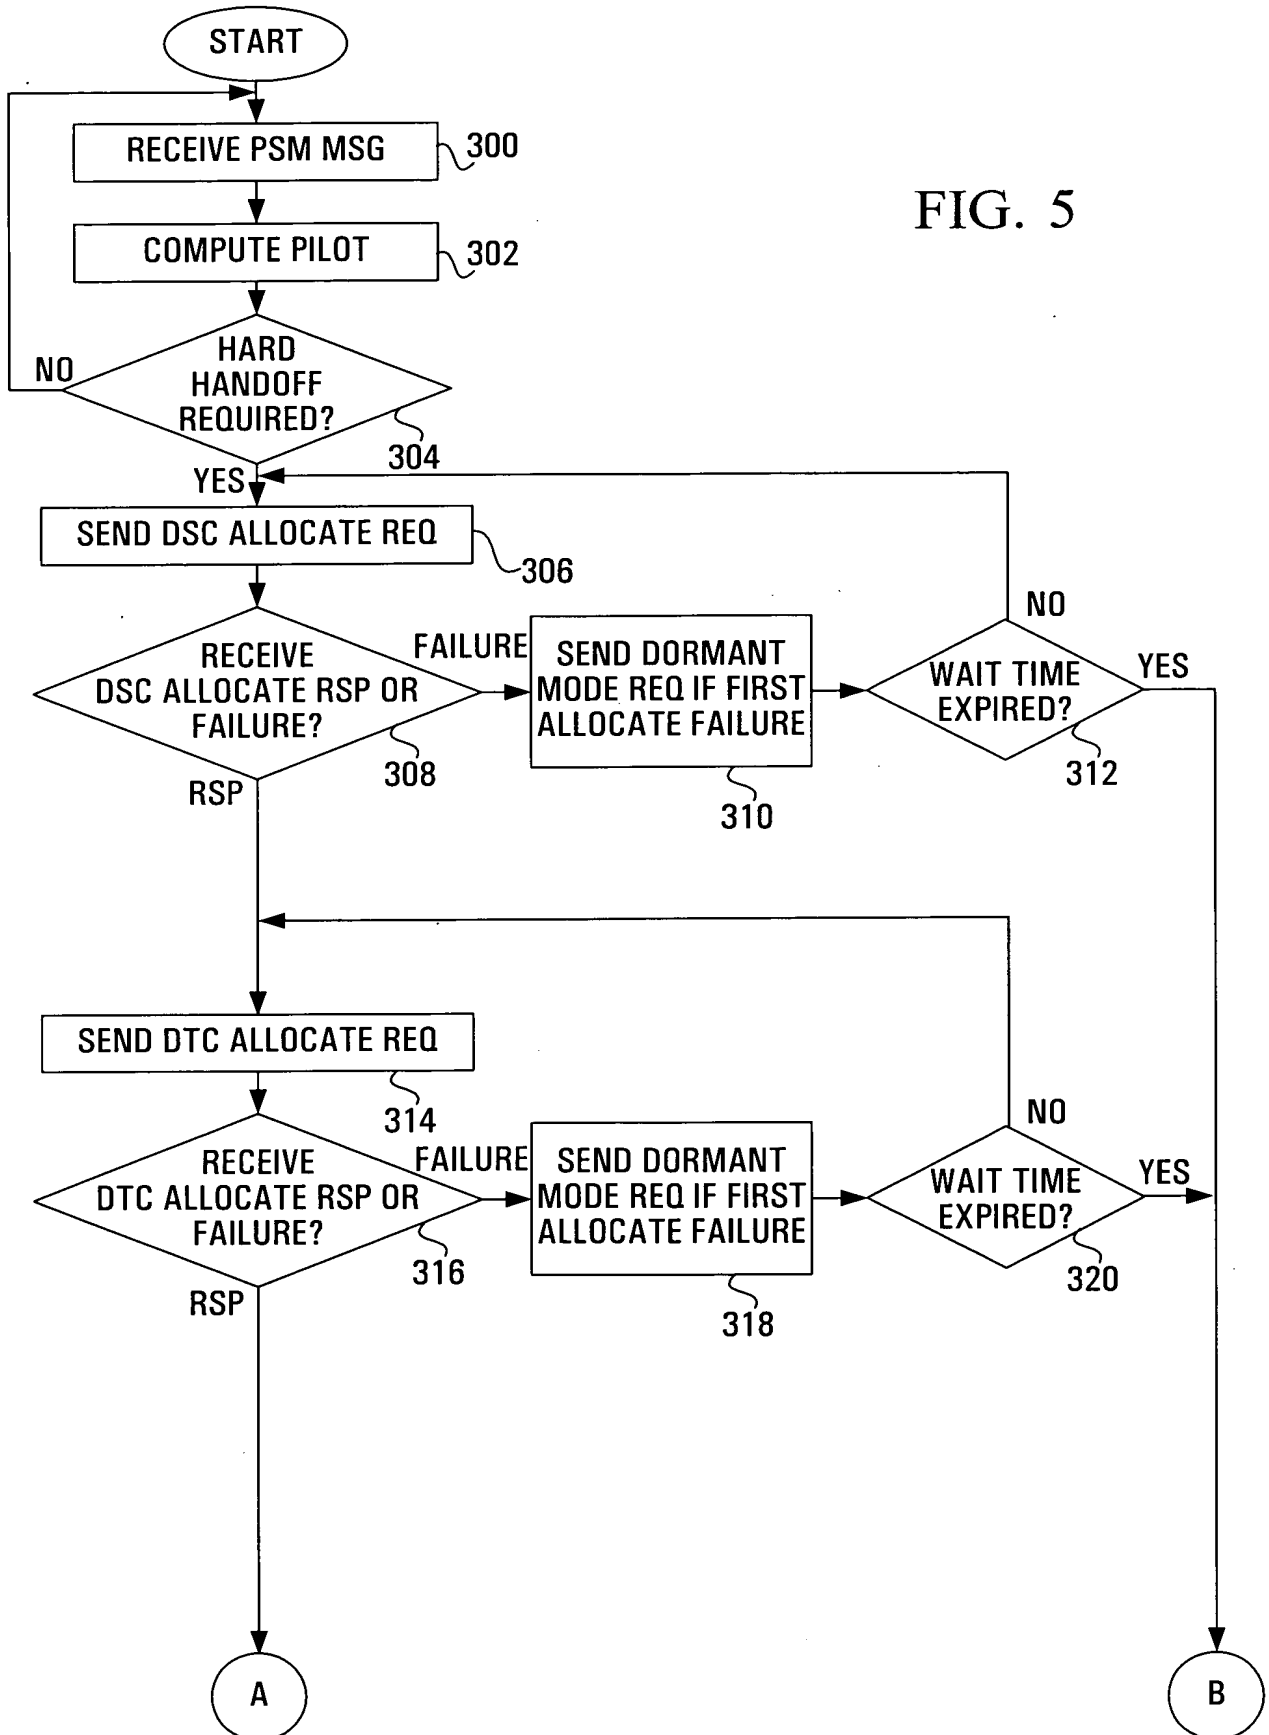 START
RECEIVE PSM MSG
300
FIG. 5
COMPUTE PILOT
302
HARD
HANDOFF
REQUIRED?
NO
304
YES
SEND DSC ALLOCATE REQ
306
RECEIVE
DSC ALLOCATE RSP OR
FAILURE?
308
FAILURE
RSP
SEND DORMANT
MODE REQ IF FIRST
ALLOCATE FAILURE
310
WAIT TIME
EXPIRED?
NO
YES
312
SEND DTC ALLOCATE REQ
314
RECEIVE
DTC ALLOCATE RSP OR
FAILURE?
316
FAILURE
RSP
SEND DORMANT
MODE REQ IF FIRST
ALLOCATE FAILURE
318
WAIT TIME
EXPIRED?
NO
YES
320
A
B